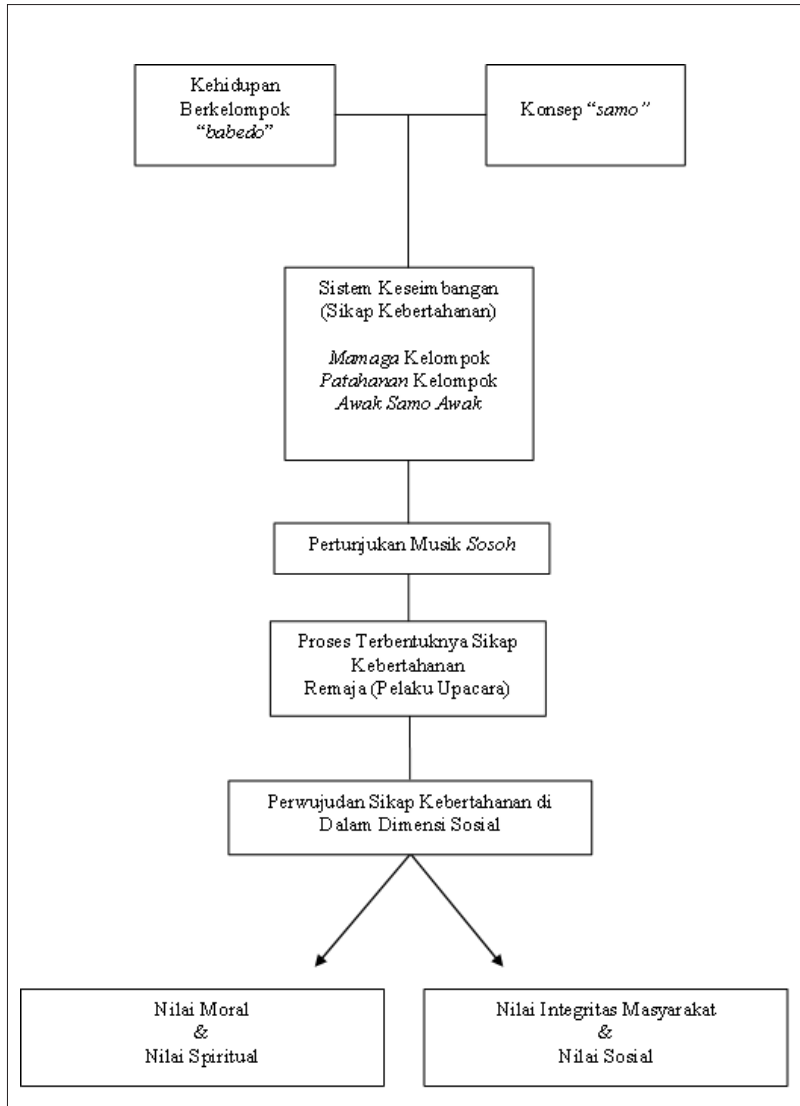 Kehidupan
Berkelompok
“babedo”
Konsep “samo”
Sistem Keseimbangan
(Sikap Kebertahanan)
Mamaga Kelompok
Patahanan Kelompok
Awak Samo Awak
Pertunjukan Musik Sosoh
Proses Terbentuknya Sikap
Kebertahanan
Remaja (Pelaku Upacara)
Perwujudan Sikap Kebertahanan di
Dalam Dimensi Sosial
Nilai Moral
&
Nilai Spiritual
Nilai Integritas Masyarakat
&
Nilai Sosial